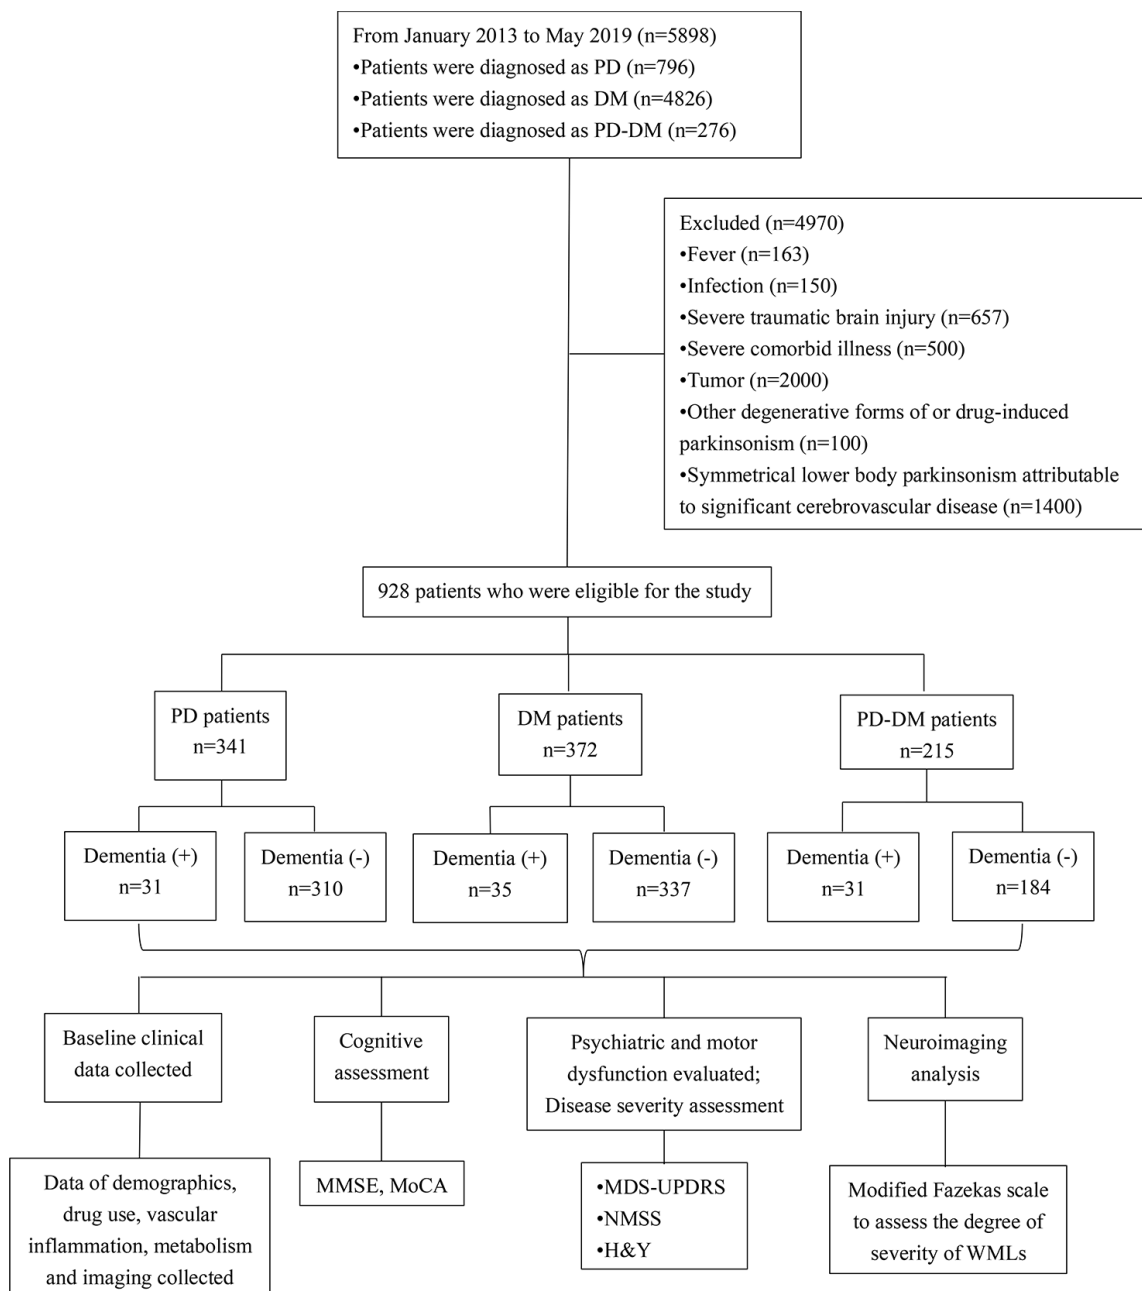 From January 2013 to May 2019 (n=5898)
•Patients were diagnosed as PD (n=796)
•Patients were diagnosed as DM (n=4826)
•Patients were diagnosed as PD-DM (n=276)
Excluded (n=4970)
•Fever (n=163)
•Infection (n=150)
•Severe traumatic brain injury (n=657)
•Severe comorbid illness (n=500)
•Tumor (n=2000)
•Other degenerative forms of or drug-induced
parkinsonism (n=100)
•Symmetrical lower body parkinsonism attributable
to significant cerebrovascular disease (n=1400)
928 patients who were eligible for the study
PD patients
n=341
DM patients
n=372
PD-DM patients
n=215
Dementia (+)
n=31
Dementia (-)
n=310
Dementia (+)
n=35
Dementia (-)
n=337
Dementia (+)
n=31
Dementia (-)
n=184
Baseline clinical
data collected
Cognitive
assessment
Psychiatric and motor
dysfunction evaluated;
Disease severity assessment
Neuroimaging
analysis
Data of demographics,
drug use, vascular
inflammation, metabolism
and imaging collected
MMSE, MoCA
•MDS-UPDRS
•NMSS
•H&Y
Modified Fazekas scale
to assess the degree of
severity of WMLs